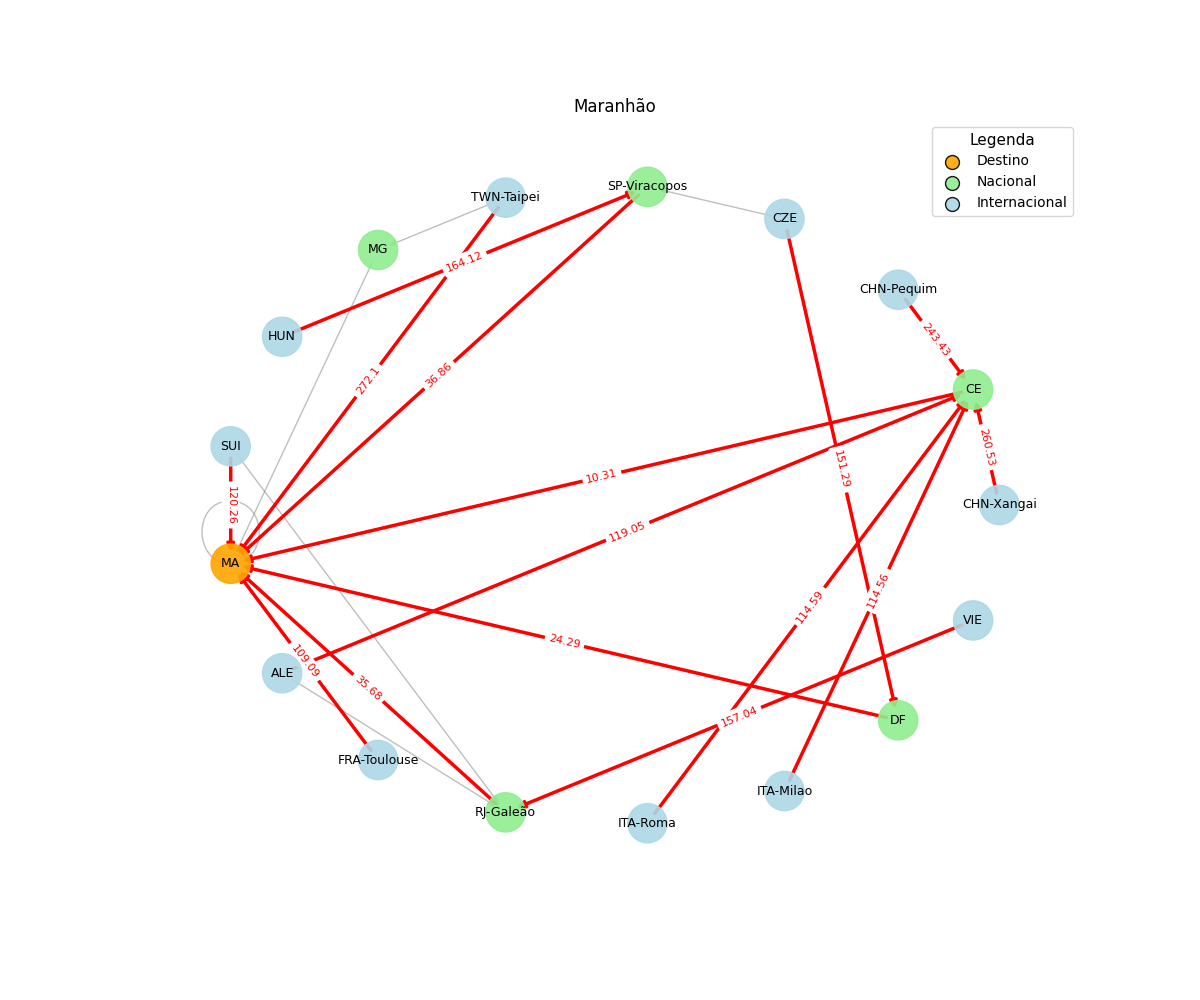 Maranhão
Legenda
Destino
Nacional
Internacional
SP-Viracopos
TWN-Taipei
CZE
MG
164.12
CHN-Pequim
HUN
243.43
272.1
36.86
CE
SUI
260.53
151.29
10.31
120.26
CHN-Xangai
119.05
MA
114.56
114.59
VIE
24.29
109.09
ALE
35.68
157.04
DF
FRA-Toulouse
ITA-Milao
RJ-Galeão
ITA-Roma